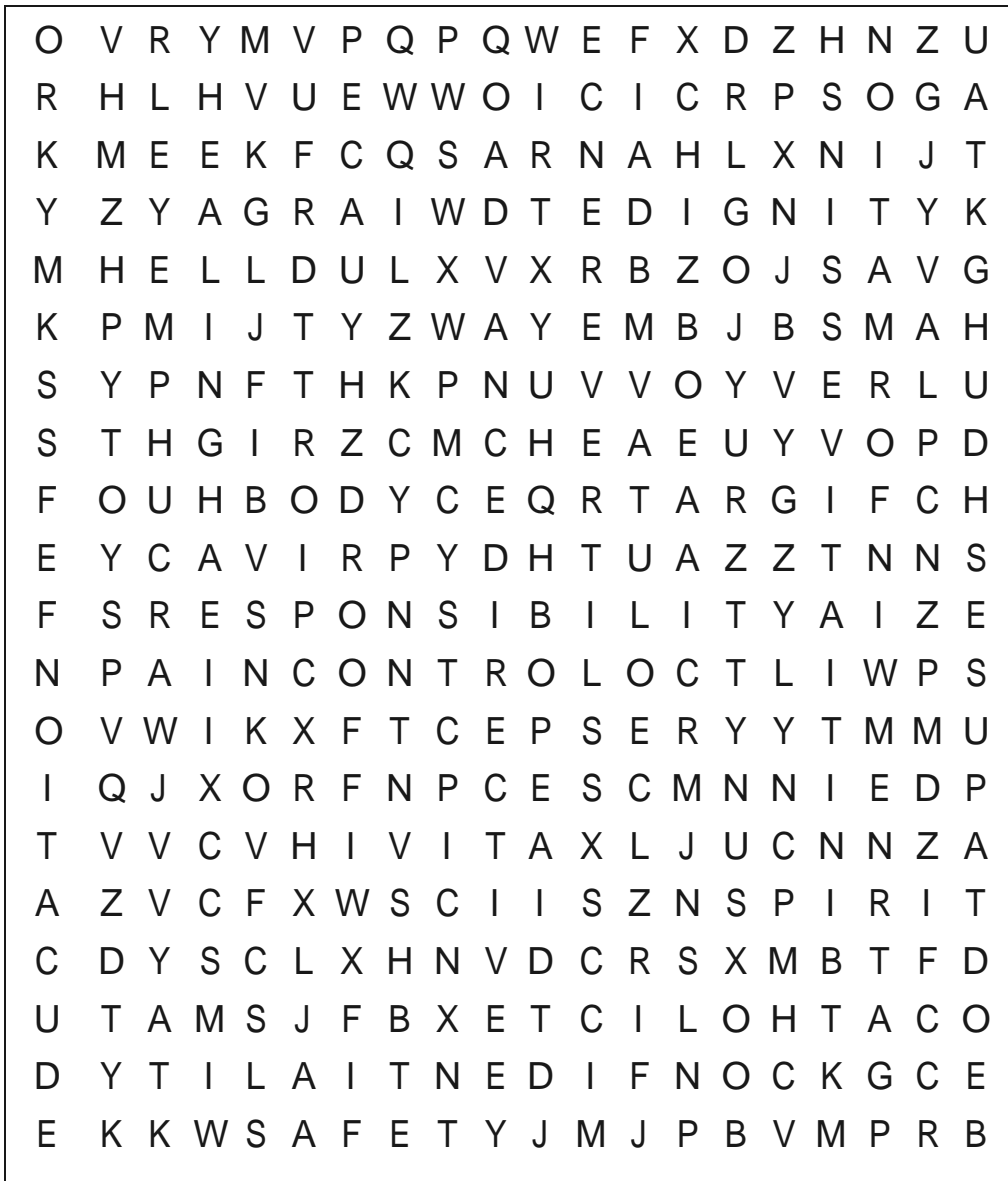 O V R Y M V P Q P Q W E F X D Z H N Z U
R H L H V U E W W O I C I C R P S O G A
K M E E K F C Q S A R N A H L X N I J T
Y Z Y A G R A I W D T E D I G N I T Y K
M H E L L D U L X V X R B Z O J S A V G
K P M I J T Y Z W A Y E M B J B S M A H
S Y P N F T H K P N U V V O Y V E R L U
S T H G I R Z C M C H E A E U Y V O P D
F O U H B O D Y C E Q R T A R G I F C H
E Y C A V I R P Y D H T U A Z Z T N N S
F S R E S P O N S I B I L I T Y A I Z E
N P A I N C O N T R O L O C T L I W P S
O V W I K X F T C E P S E R Y Y T M M U
I Q J X O R F N P C E S C M N N I E D P
T V V C V H I V I T A X L J U C N N Z A
A Z V C F X W S C I I S Z N S P I R I T
C D Y S C L X H N V D C R S X M B T F D
U T A M S J F B X E T C I L O H T A C O
D Y T I L A I T N E D I F N O C K G C E
E K K W S A F E T Y J M J P B V M P R B